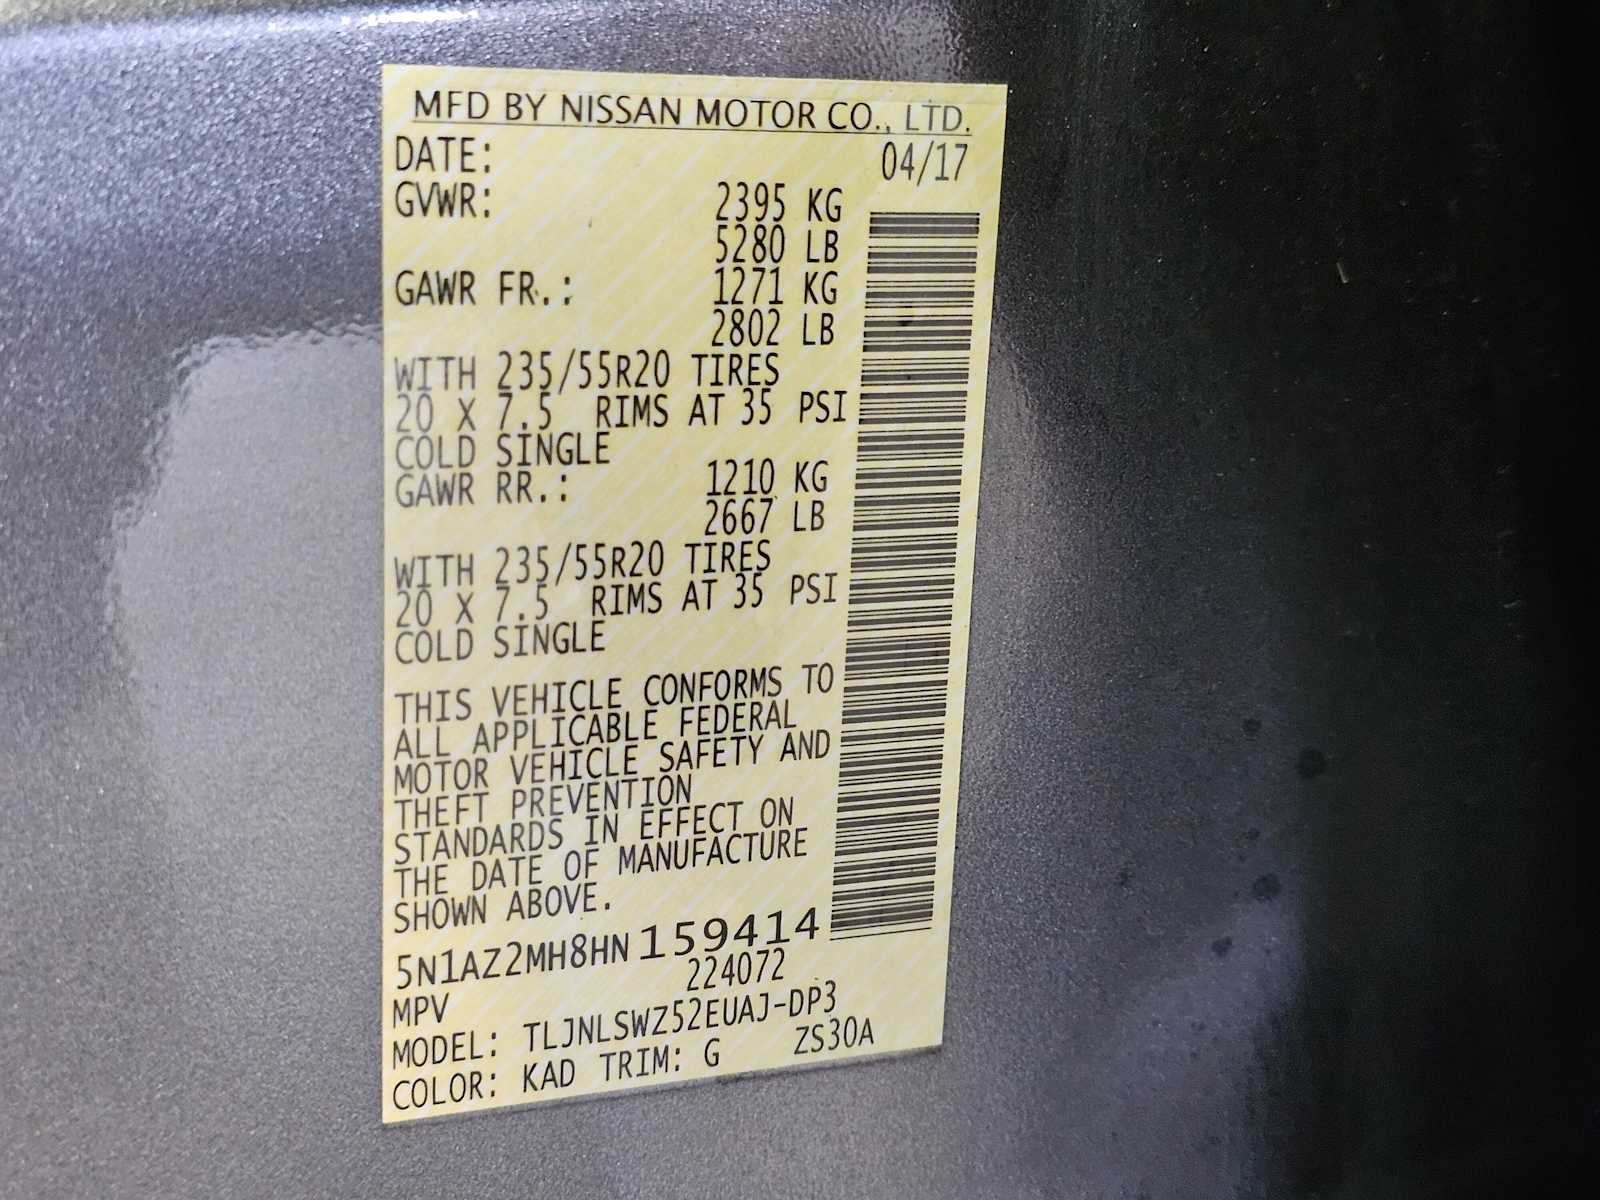 MFD BY NISSAN MOTOR CO., LTD.
DATE: 04/17
GVWR: 2395 KG
5280 LB
GAWR FR.: 1271 KG
2802 LB
WITH 235/55R20 TIRES
20 X 7.5 RIMS AT 35 PSI
COLD SINGLE
GAWR RR.: 1210 KG
2667 LB
WITH 235/55R20 TIRES
20 X 7.5 RIMS AT 35 PSI
COLD SINGLE
THIS VEHICLE CONFORMS TO
ALL APPLICABLE FEDERAL
MOTOR VEHICLE SAFETY AND
THEFT PREVENTION
STANDARDS IN EFFECT ON
THE DATE OF MANUFACTURE
SHOWN ABOVE.
5N1AZ2MH8HN159414
224072
MPV
MODEL: TLJNLSWZ52EUAJ-DP3
COLOR: KAD TRIM: G ZS30A